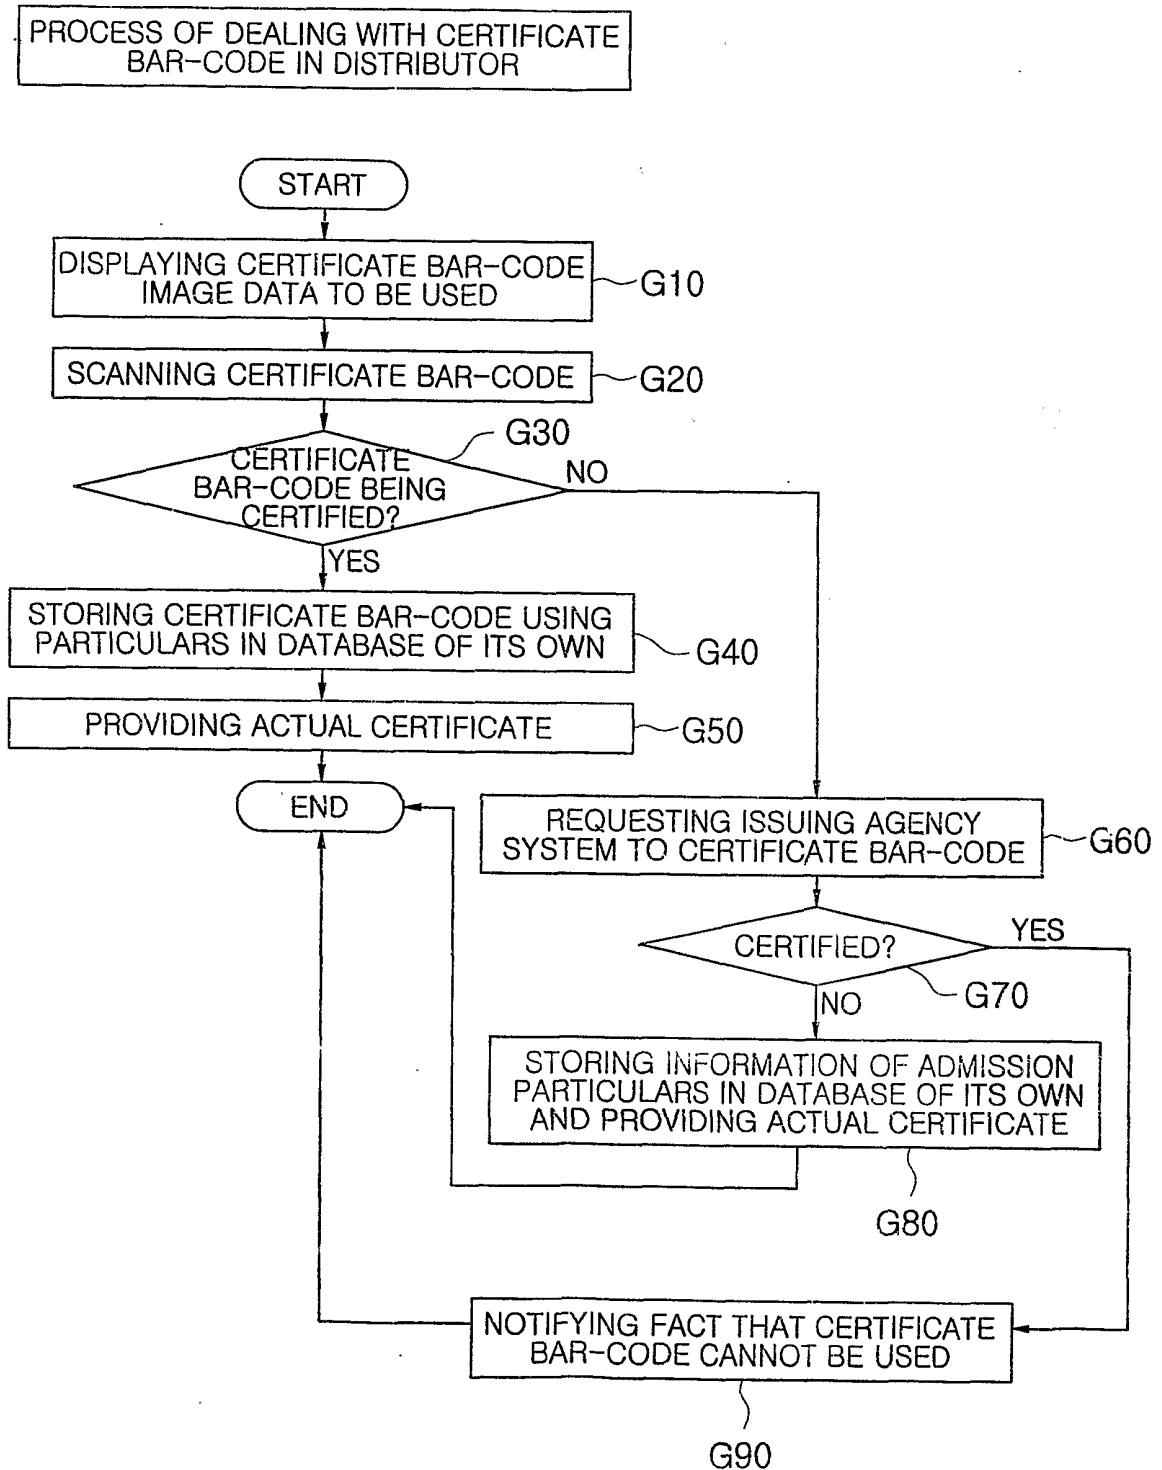 PROCESS OF DEALING WITH CERTIFICATE
BAR-CODE IN DISTRIBUTOR
START
DISPLAYING CERTIFICATE BAR-CODE
IMAGE DATA TO BE USED
G10
SCANNING CERTIFICATE BAR-CODE
G20
G30
CERTIFICATE
BAR-CODE BEING
CERTIFIED?
NO
YES
STORING CERTIFICATE BAR-CODE USING
PARTICULARS IN DATABASE OF ITS OWN
G40
PROVIDING ACTUAL CERTIFICATE
G50
END
REQUESTING ISSUING AGENCY
SYSTEM TO CERTIFICATE BAR-CODE
G60
CERTIFIED?
YES
G70
NO
STORING INFORMATION OF ADMISSION
PARTICULARS IN DATABASE OF ITS OWN
AND PROVIDING ACTUAL CERTIFICATE
G80
NOTIFYING FACT THAT CERTIFICATE
BAR-CODE CANNOT BE USED
G90